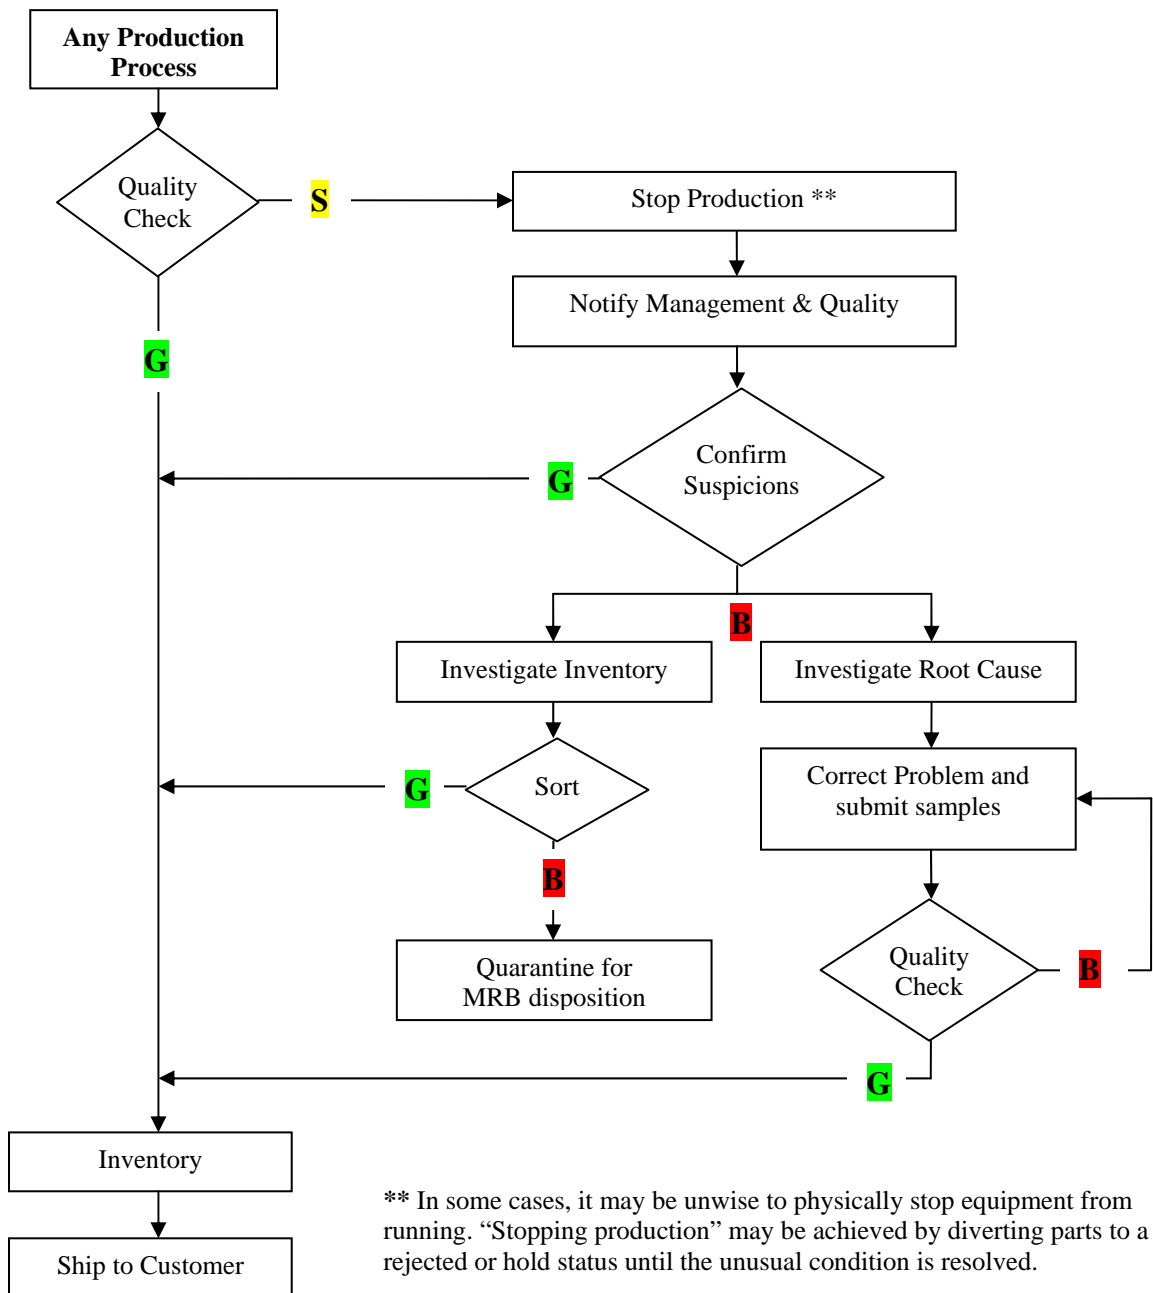 Any Production
Process
Quality
Check
S
Stop Production **
Notify Management & Quality
G
Confirm
Suspicions
G
B
Investigate Inventory
Investigate Root Cause
Sort
G
Correct Problem and
submit samples
B
Quarantine for
MRB disposition
Quality
Check
B
G
Inventory
Ship to Customer
** In some cases, it may be unwise to physically stop equipment from
running. “Stopping production” may be achieved by diverting parts to a
rejected or hold status until the unusual condition is resolved.